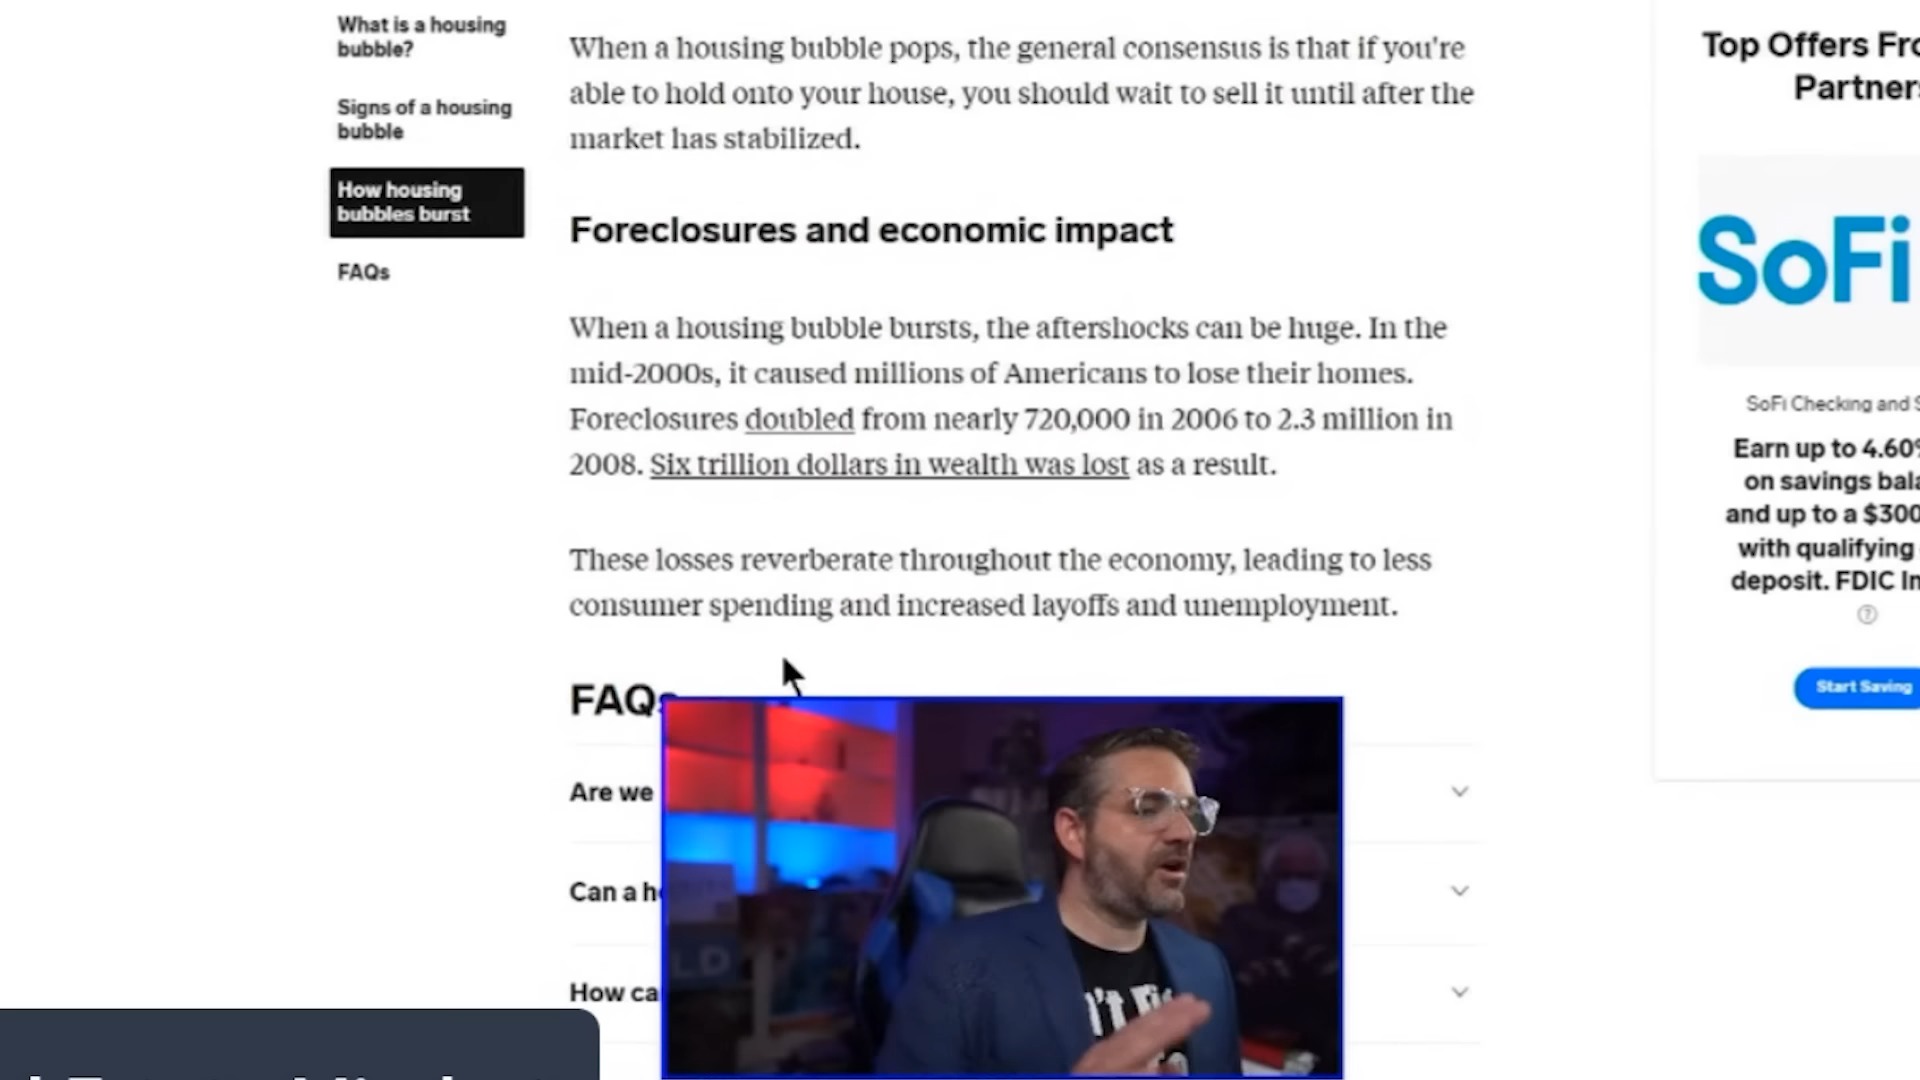 What is a housing
bubble?
Signs of a housing
bubble
How housing
bubbles burst
FAQs
When a housing bubble pops, the general consensus is that if you're
able to hold onto your house, you should wait to sell it until after the
market has stabilized.
Foreclosures and economic impact
When a housing bubble bursts, the aftershocks can be huge. In the
mid-2000s, it caused millions of Americans to lose their homes.
Foreclosures doubled from nearly 720,000 in 2006 to 2.3 million in
2008. Six trillion dollars in wealth was lost as a result.
These losses reverberate throughout the economy, leading to less
consumer spending and increased layoffs and unemployment.
FAQs
Are we
Can a
How
Top Offers
Partners
SoFi
SoFi Checking and
Earn up to 4.60%
on savings
and up to a $300
with qualifying
deposit. FDIC
Start Saving